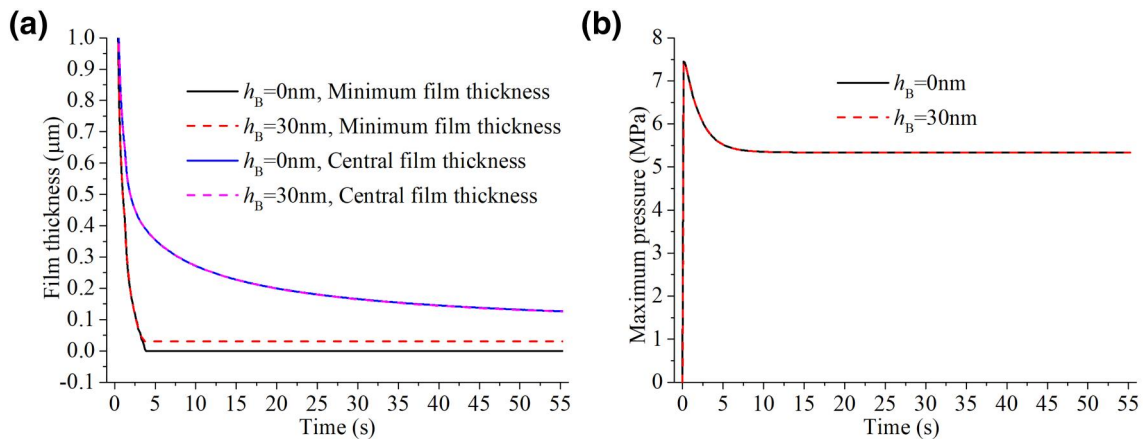 (a)
1.0
0.9
0.8
0.7
0.6
0.5
0.4
0.3
0.2
0.1
0.0
-0.1
Film thickness (μm)
hB=0nm, Minimum film thickness
hB=30nm, Minimum film thickness
hB=0nm, Central film thickness
hB=30nm, Central film thickness
0 5 10 15 20 25 30 35 40 45 50 55
Time (s)
(b)
8
7
6
5
4
3
2
1
0
Maximum pressure (MPa)
hB=0nm
hB=30nm
0 5 10 15 20 25 30 35 40 45 50 55
Time (s)